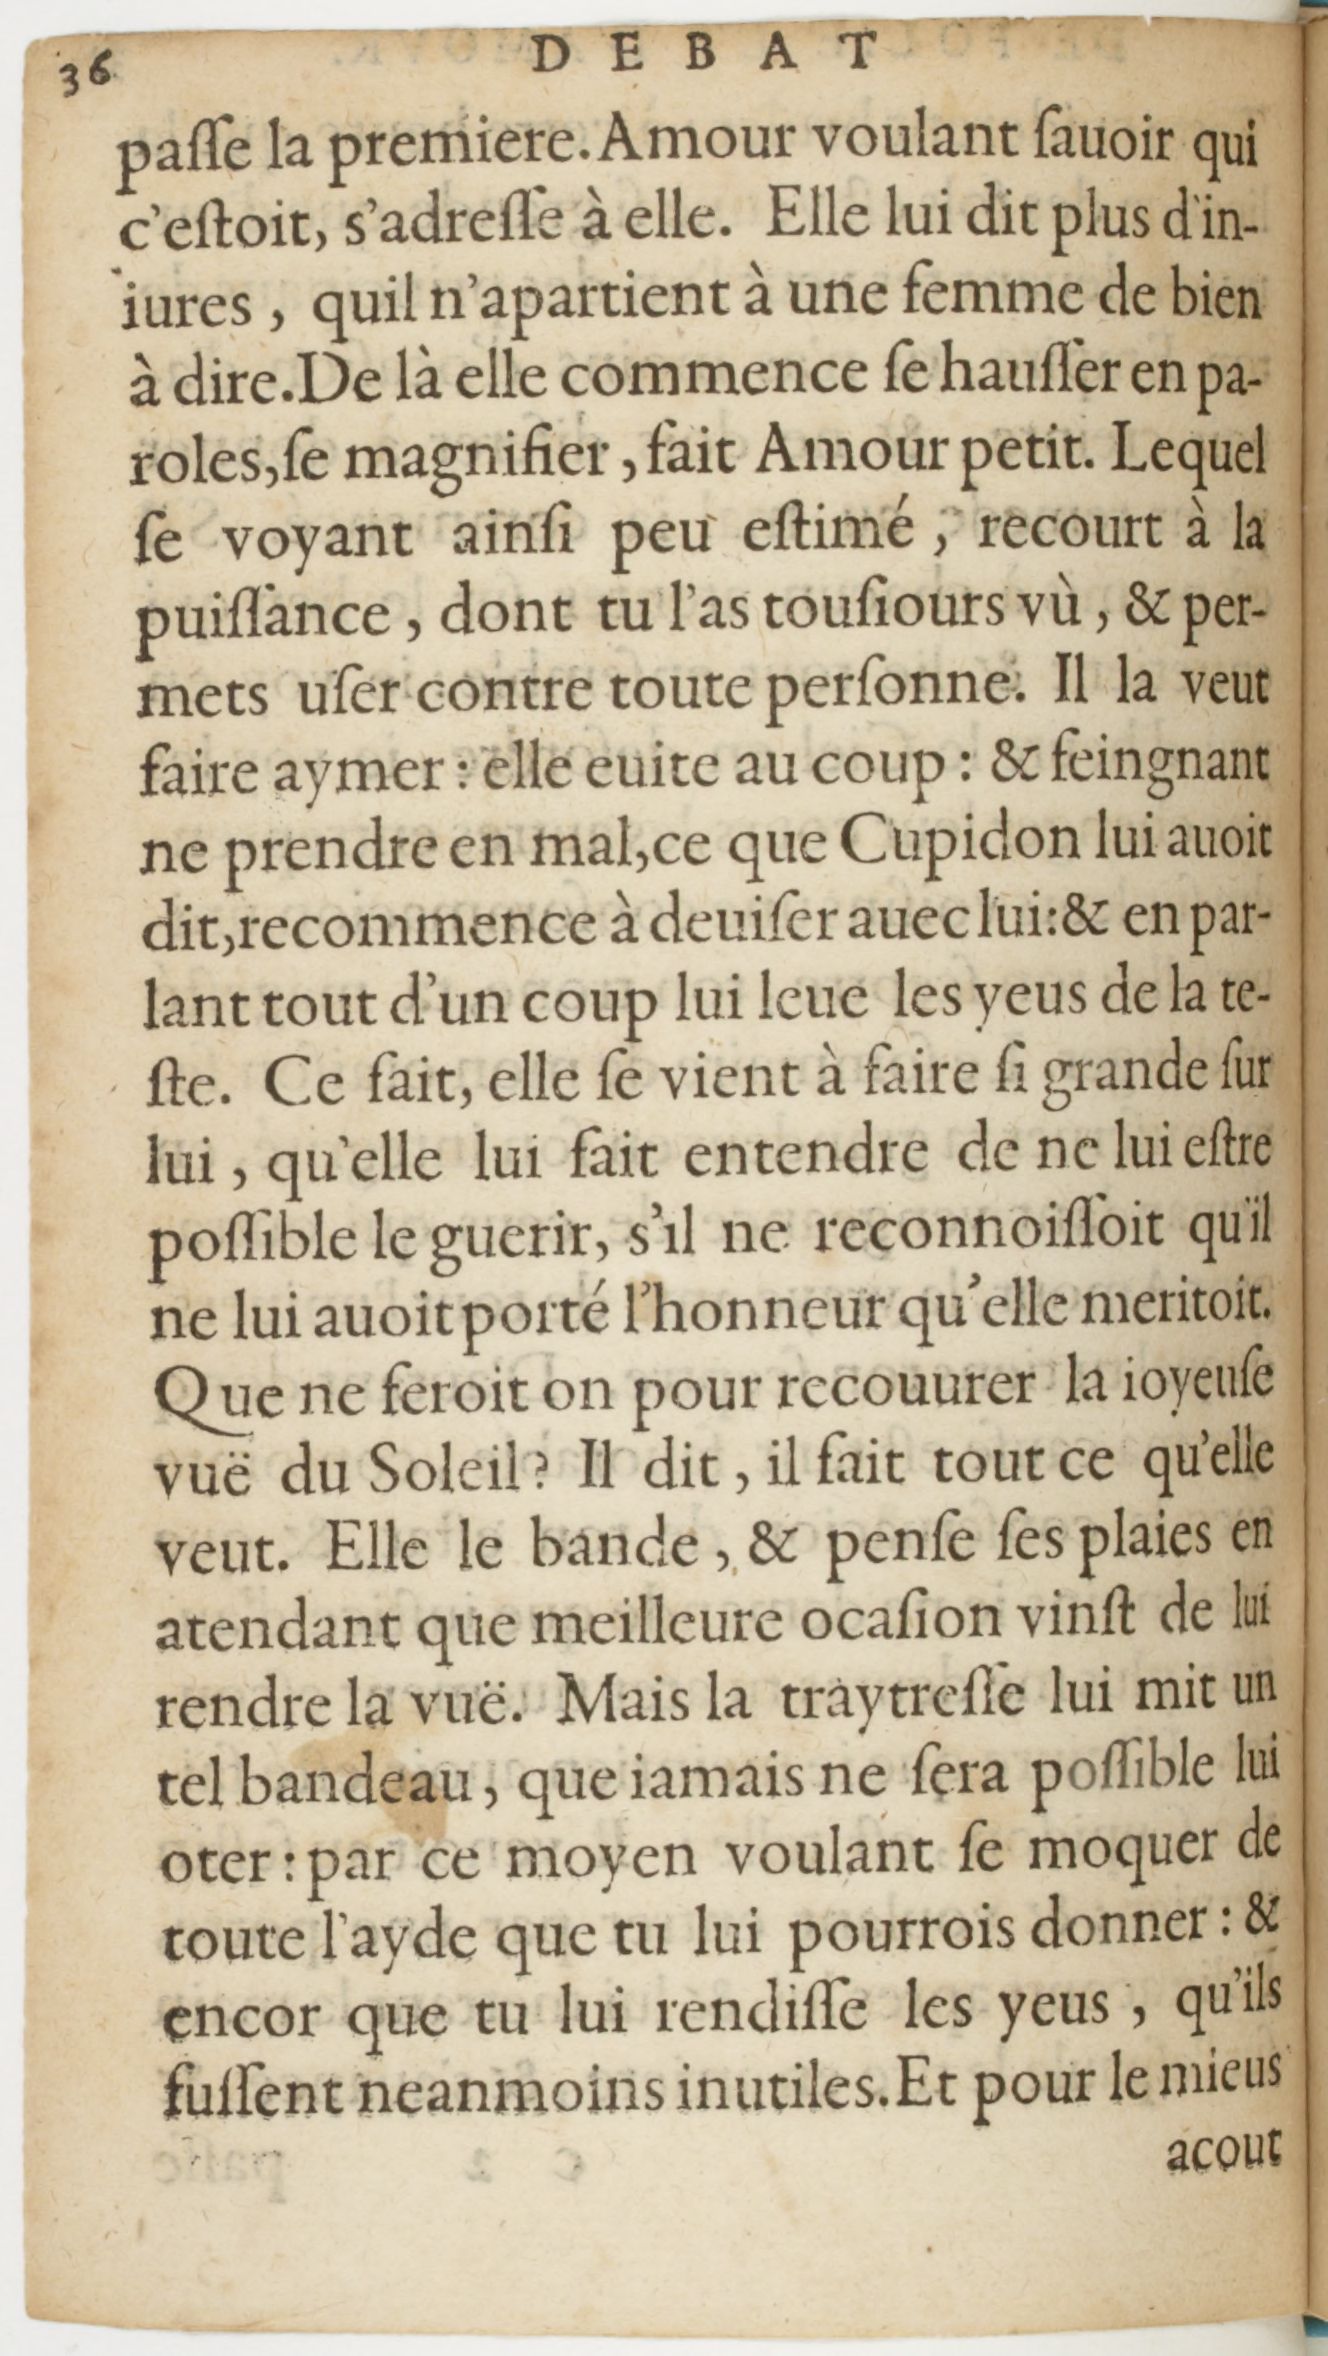 36
DEBAT
paſſe la premiere. Amour voulant ſauoir qui
c'eſtoit, s'adreſſe à elle. Elle lui dit plus d'in-
iures, quil n'apartient à une femme de bien
à dire. De là elle commence ſe hauſſer en pa-
roles, ſe magnifier, fait Amour petit. Lequel
ſe voyant ainſi peu eſtimé, recourt à la
puiſſance, dont tu l'as touſiours vù, & per-
mets uſer contre toute perſonne. Il la veut
faire aymer : elle euite au coup : & feingnant
ne prendre en mal, ce que Cupidon lui auoit
dit, recommence à deuiſer auec lui: & en par-
lant tout d'un coup lui leue les yeus de la te-
ſte. Ce fait, elle ſe vient à faire ſi grande ſur
lui, qu'elle lui fait entendre de ne lui eſtre
poſſible le guerir, s'il ne reconnoiſſoit qu'il
ne lui auoit porté l'honneur qu'elle meritoit.
Que ne feroit on pour recouurer la ioyeuſe
vuë du Soleil? Il dit, il fait tout ce qu'elle
veut. Elle le bande, & penſe ſes plaies en
atendant que meilleure ocaſion vinſt de lui
rendre la vuë. Mais la traytreſſe lui mit un
tel bandeau, que iamais ne ſera poſſible lui
oter : par ce moyen voulant ſe moquer de
toute l'ayde que tu lui pourrois donner : &
encor que tu lui rendiſſe les yeus, qu'ils
fuſſent neanmoins inutiles. Et pour le mieus
acout